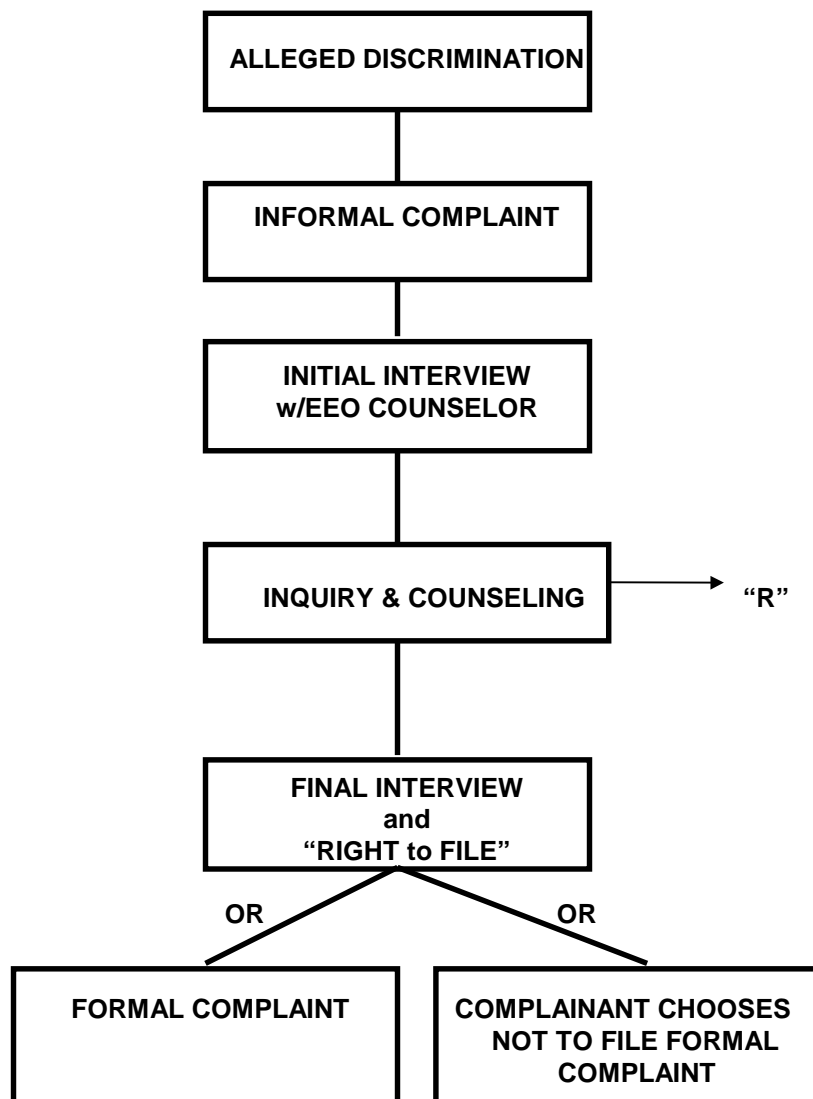 ALLEGED DISCRIMINATION
INFORMAL COMPLAINT
INITIAL INTERVIEW
w/EEO COUNSELOR
INQUIRY & COUNSELING
“R”
FINAL INTERVIEW
and
“RIGHT to FILE”
OR
OR
FORMAL COMPLAINT
COMPLAINANT CHOOSES
NOT TO FILE FORMAL
COMPLAINT